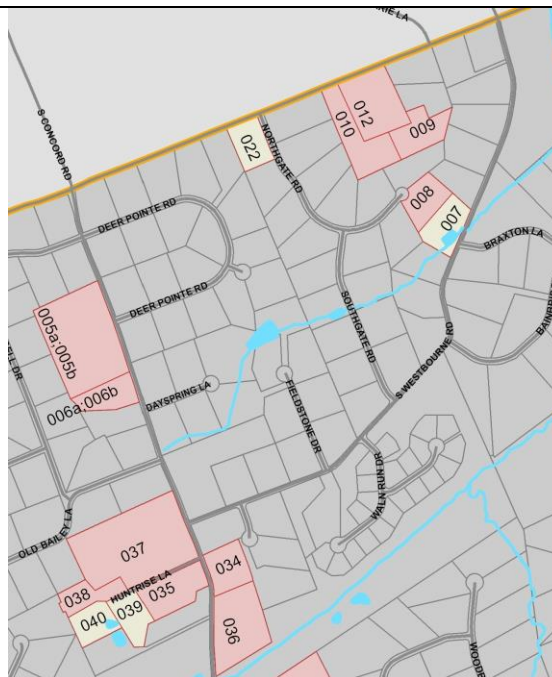 S CONCORD RD
012
010
009
022
NORTHGATE RD
008
007
DEER POINTE RD
BRAXTON LA
DEER POINTE RD
SOUTHGATE RD
005a;005b
006a;006b
DAYSPRING LA
FIELDSTONE DR
S WESTBOURNE RD
WALN RUN DR
OLD BAILEY LA
037
HUNTRISE LA
034
038
035
039
040
036